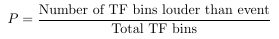 P = Number of TF bins louder than event
Total TF bins